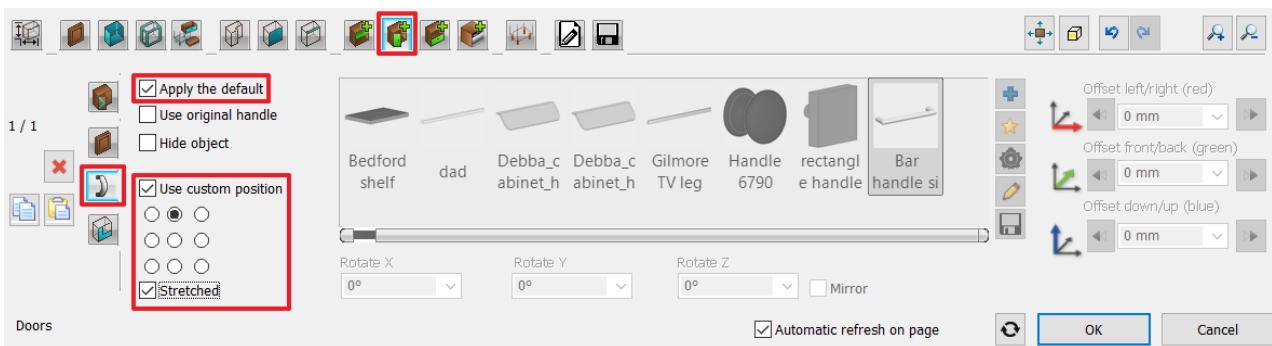 Apply the default
Use original handle
Hide object
1 / 1
Use custom position
Stretched
Doors
Bedford
shelf
dad
Debba_c
abinet_h
Debba_c
abinet_h
Gilmore
TV leg
Handle
6790
rectangl
e handle
Bar
handle si
Rotate X
0º
Rotate Y
0º
Rotate Z
0º
Mirror
Automatic refresh on page
Offset left/right (red)
0 mm
Offset front/back (green)
0 mm
Offset down/up (blue)
0 mm
OK
Cancel